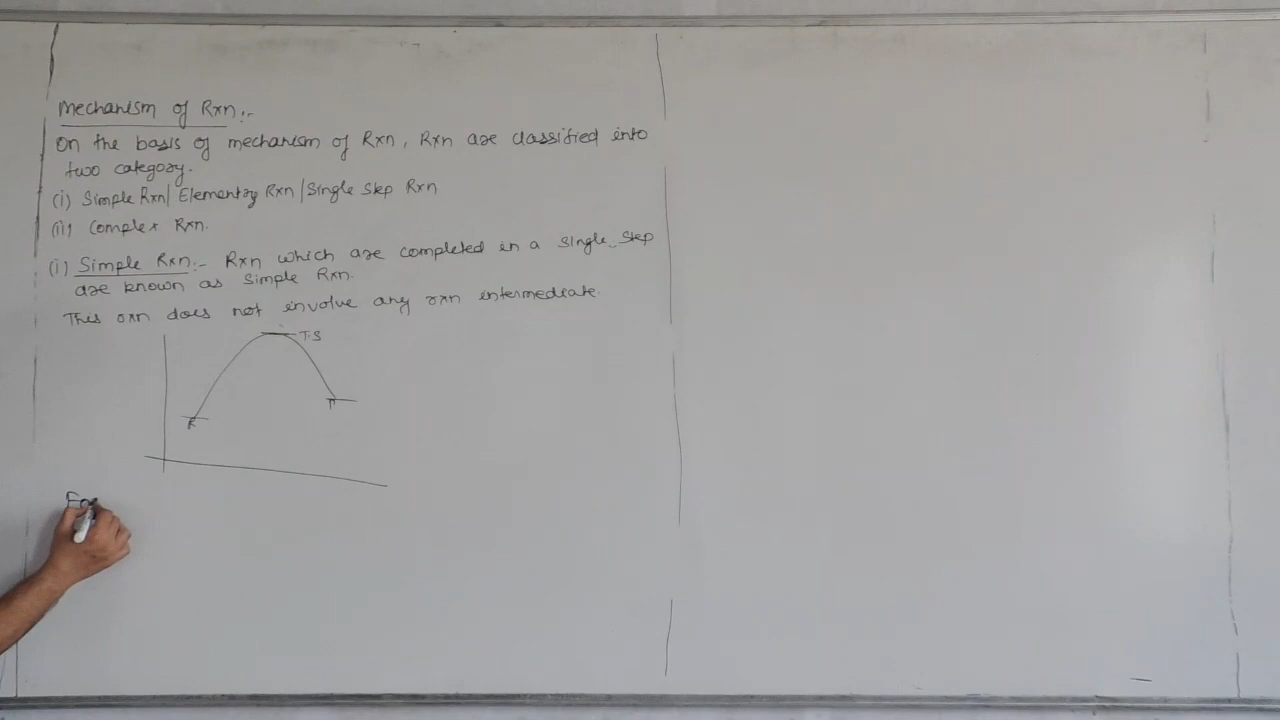 Mechanism of Rxn:-
On the basis of mechanism of Rxn, Rxn are classified into
two category.
(i) Simple Rxn/ Elementry Rxn / Single Step Rxn
(ii) Complex Rxn.
(i) Simple Rxn:- Rxn which are completed in a single step
are known as simple Rxn.
This rxn does not involve any rxn intermediate.
T.S
R
P
Fo